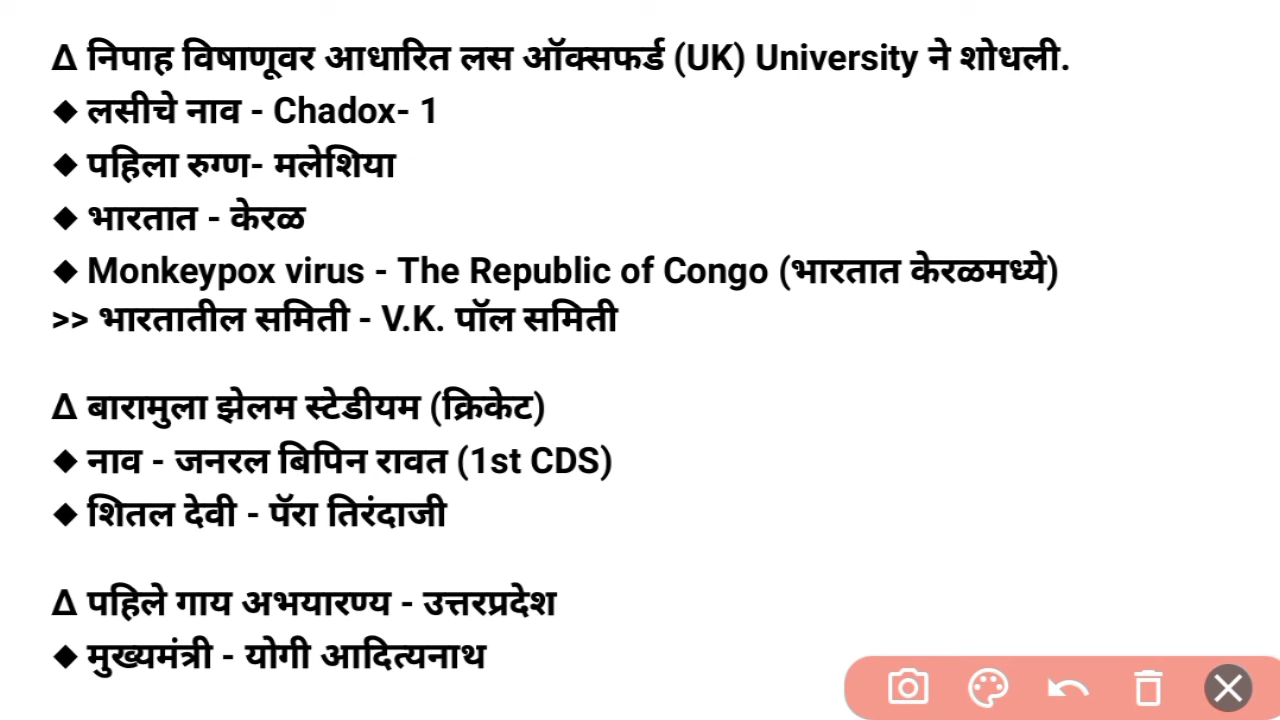 Δ निपाह विषाणूवर आधारित लस ऑक्सफर्ड (UK) University ने शोधली.
◆ लसीचे नाव - Chadox- 1
◆ पहिला रुग्ण- मलेशिया
◆ भारतात - केरळ
◆ Monkeypox virus - The Republic of Congo (भारतात केरळमध्ये)
>> भारतातील समिती - V.K. पॉल समिती
Δ बारामुला झेलम स्टेडीयम (क्रिकेट)
◆ नाव - जनरल बिपिन रावत (1st CDS)
◆ शितल देवी - पॅरा तिरंदाजी
Δ पहिले गाय अभयारण्य - उत्तरप्रदेश
◆ मुख्यमंत्री - योगी आदित्यनाथ